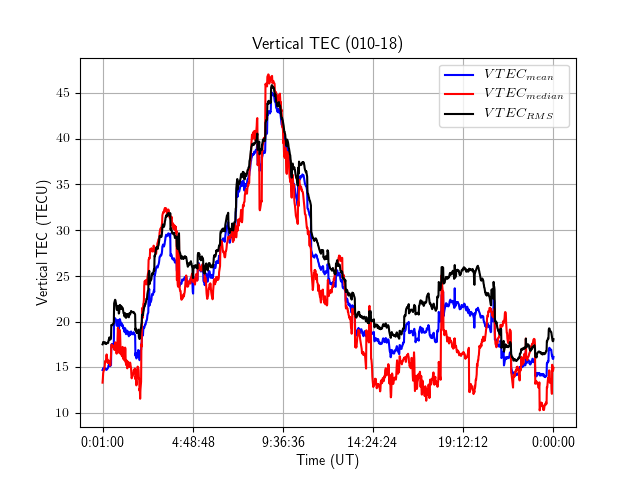 Vertical TEC (010-18)
VTEC_mean
VTEC_median
VTEC_RMS
Vertical TEC (TECU)
45
40
35
30
25
20
15
10
0:01:00 4:48:48 9:36:36 14:24:24 19:12:12 0:00:00
Time (UT)